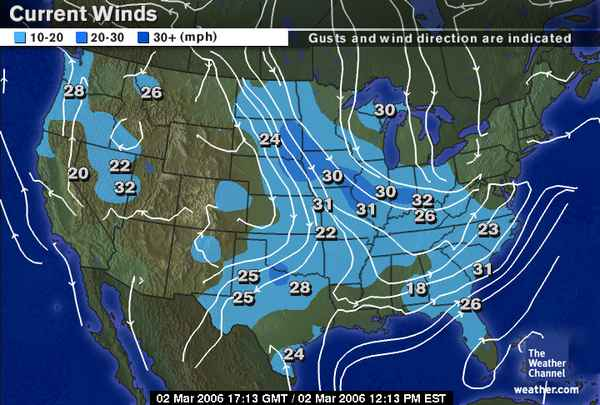 Current Winds
10-20 20-30 30+ (mph)
Gusts and wind direction are indicated
28 26 30
24
22 30 30
20 32 31 31 32
26
22 23
25 31
25 28 18
26
24
The
Weather
Channel
weather.com
02 Mar 2006 17:13 GMT / 02 Mar 2006 12:13 PM EST